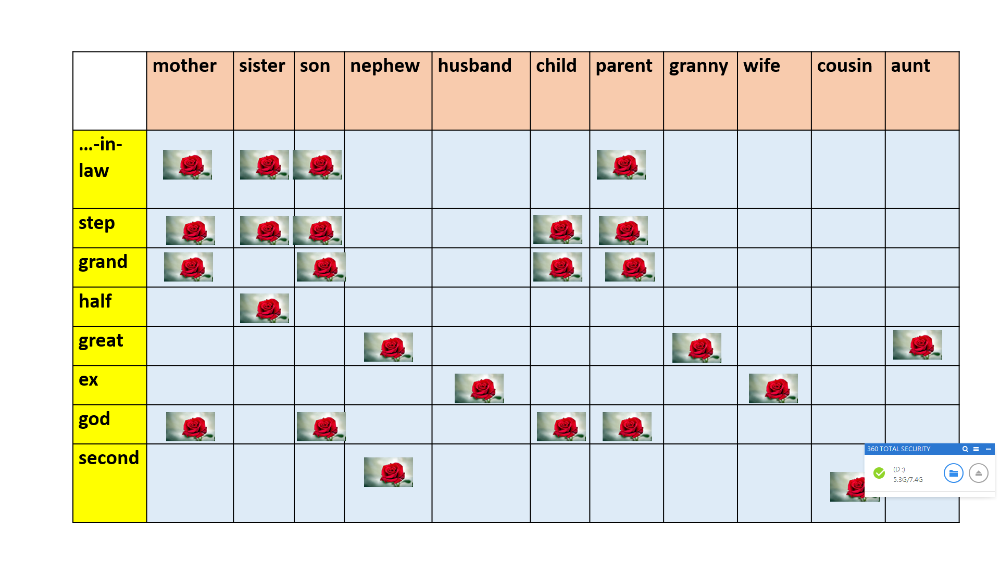 mother sister son nephew husband child parent granny wife cousin aunt
...-in-
law
step
grand
half
great
ex
god
second
360 TOTAL SECURITY
(D :)
5.3G/7.4G